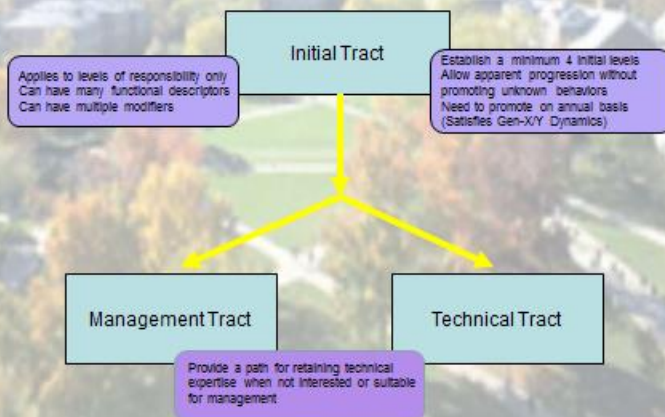 Initial Tract
Applies to levels of responsibility only
Can have many functional descriptors
Can have multiple modifiers
Establish a minimum 4 initial levels
Allow apparent progression without
promoting unknown behaviors
Need to promote on annual basis
(Satisfies Gen-X/Y Dynamics)
Management Tract
Technical Tract
Provide a path for retaining technical
expertise when not interested or suitable
for management